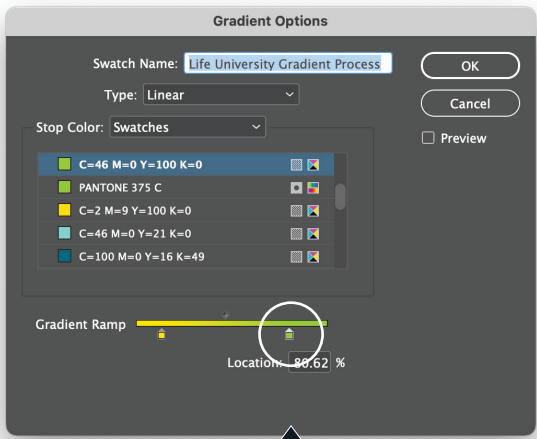 Gradient Options
Swatch Name: Life University Gradient Process
OK
Type: Linear
Cancel
Stop Color: Swatches
Preview
C=46 M=0 Y=100 K=0
PANTONE 375 C
C=2 M=9 Y=100 K=0
C=46 M=0 Y=21 K=0
C=100 M=0 Y=16 K=49
Gradient Ramp
Location: 80.62 %